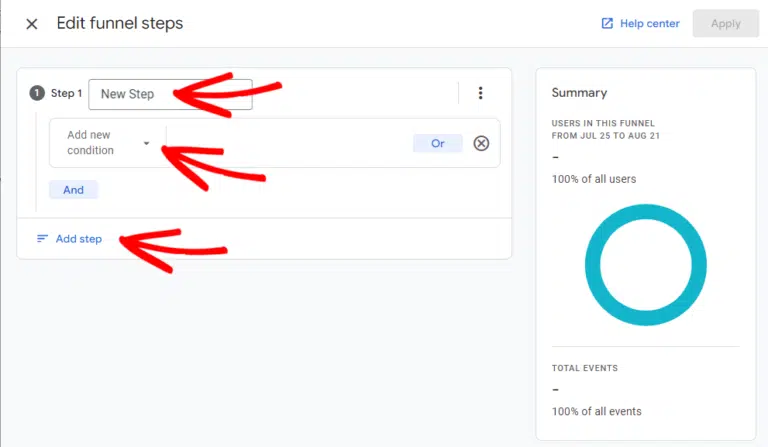 Edit funnel steps
Help center
Apply
1 Step 1 New Step
Add new
condition
Or
And
Add step
Summary
USERS IN THIS FUNNEL
FROM JUL 25 TO AUG 21
-
100% of all users
TOTAL EVENTS
-
100% of all events